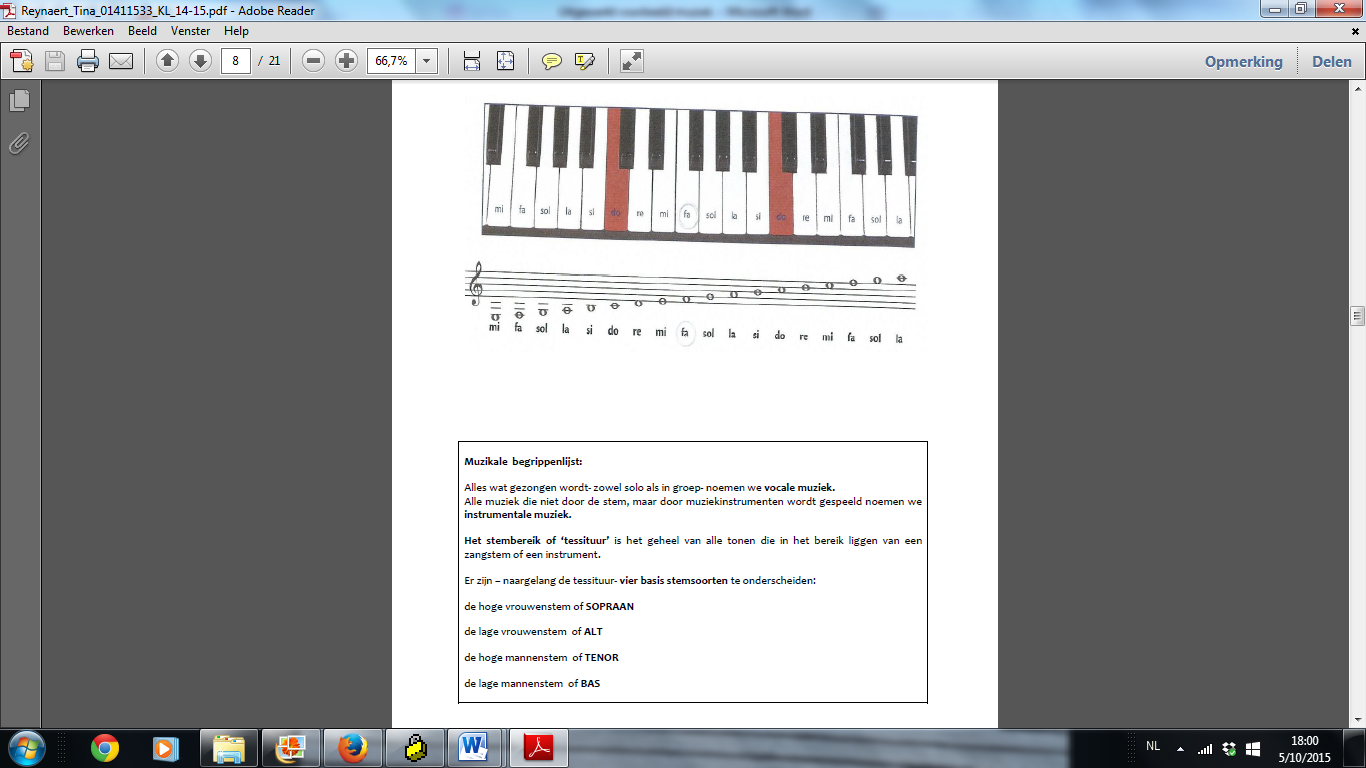 Reynaert_Tina_01411533_KL_14-15.pdf - Adobe Reader
Bestand Bewerken Beeld Venster Help
8 / 21 66,7% Opmerking Delen
mi fa sol la si do re mi fa sol la si do re mi fa sol la
mi fa sol la si do re mi fa sol la si do re mi fa sol la
Muzikale begrippenlijst:
Alles wat gezongen wordt- zowel solo als in groep- noemen we vocale muziek.
Alle muziek die niet door de stem, maar door muziekinstrumenten wordt gespeeld noemen we
instrumentale muziek.
Het stembereik of ‘tessituur’ is het geheel van alle tonen die in het bereik liggen van een
zangstem of een instrument.
Er zijn – naargelang de tessituur- vier basis stemsoorten te onderscheiden:
de hoge vrouwenstem of SOPRAAN
de lage vrouwenstem of ALT
de hoge mannenstem of TENOR
de lage mannenstem of BAS
NL 18:00
5/10/2015